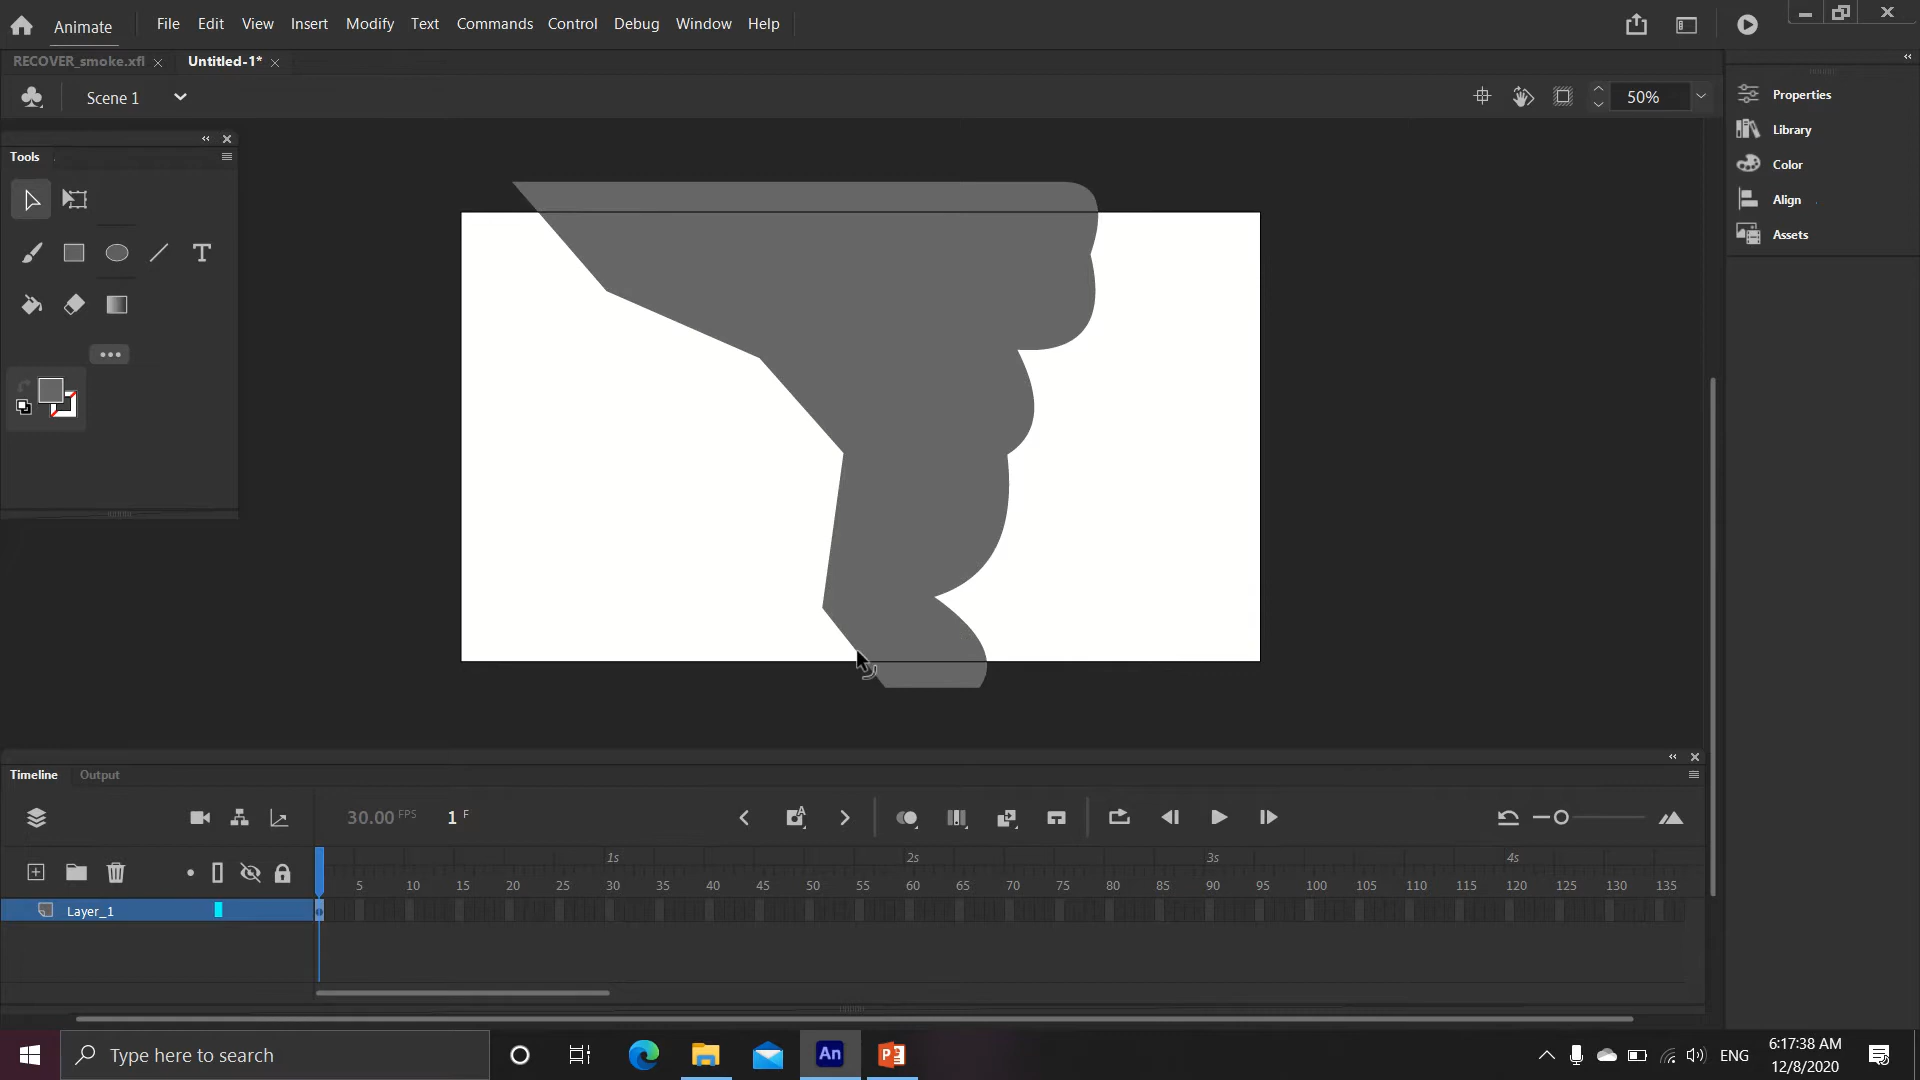 Animate File Edit View Insert Modify Text Commands Control Debug Window Help
RECOVER_smoke.xfl Untitled-1*
Scene 1 50%
Tools
Properties
Library
Color
Align
Assets
T
A
Timeline Output
30.00 FPS 1 F
1s 2s 3s 4s
5 10 15 20 25 30 35 40 45 50 55 60 65 70 75 80 85 90 95 100 105 110 115 120 125 130 135
Layer_1
Type here to search
An
P
ENG
6:17:38 AM
12/8/2020